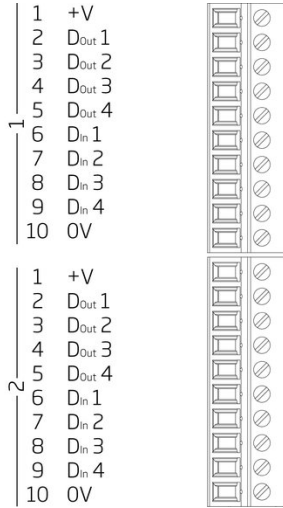 1
1 +V
2 DOut 1
3 DOut 2
4 DOut 3
5 DOut 4
6 DIn 1
7 DIn 2
8 DIn 3
9 DIn 4
10 0V
2
1 +V
2 DOut 1
3 DOut 2
4 DOut 3
5 DOut 4
6 DIn 1
7 DIn 2
8 DIn 3
9 DIn 4
10 0V